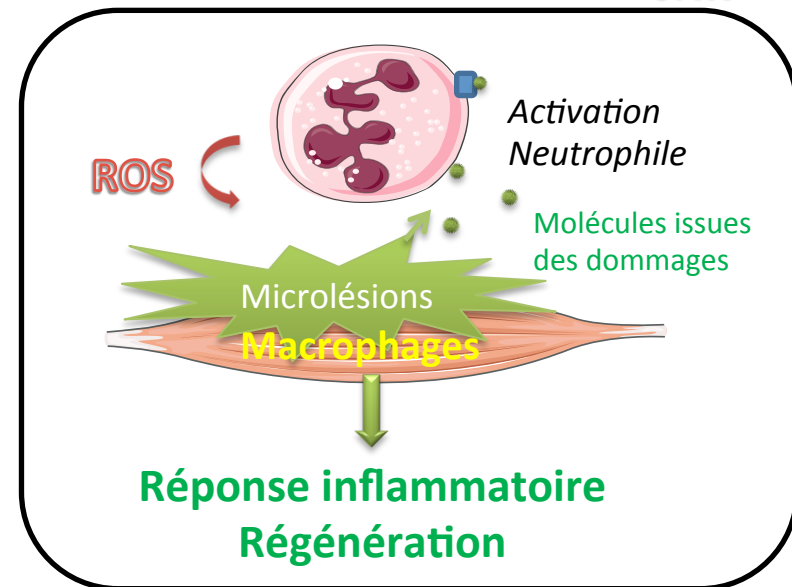 Activation
Neutrophile
ROS
Molécules issues
des dommages
Microlésions
Macrophages
Réponse inflammatoire
Régénération